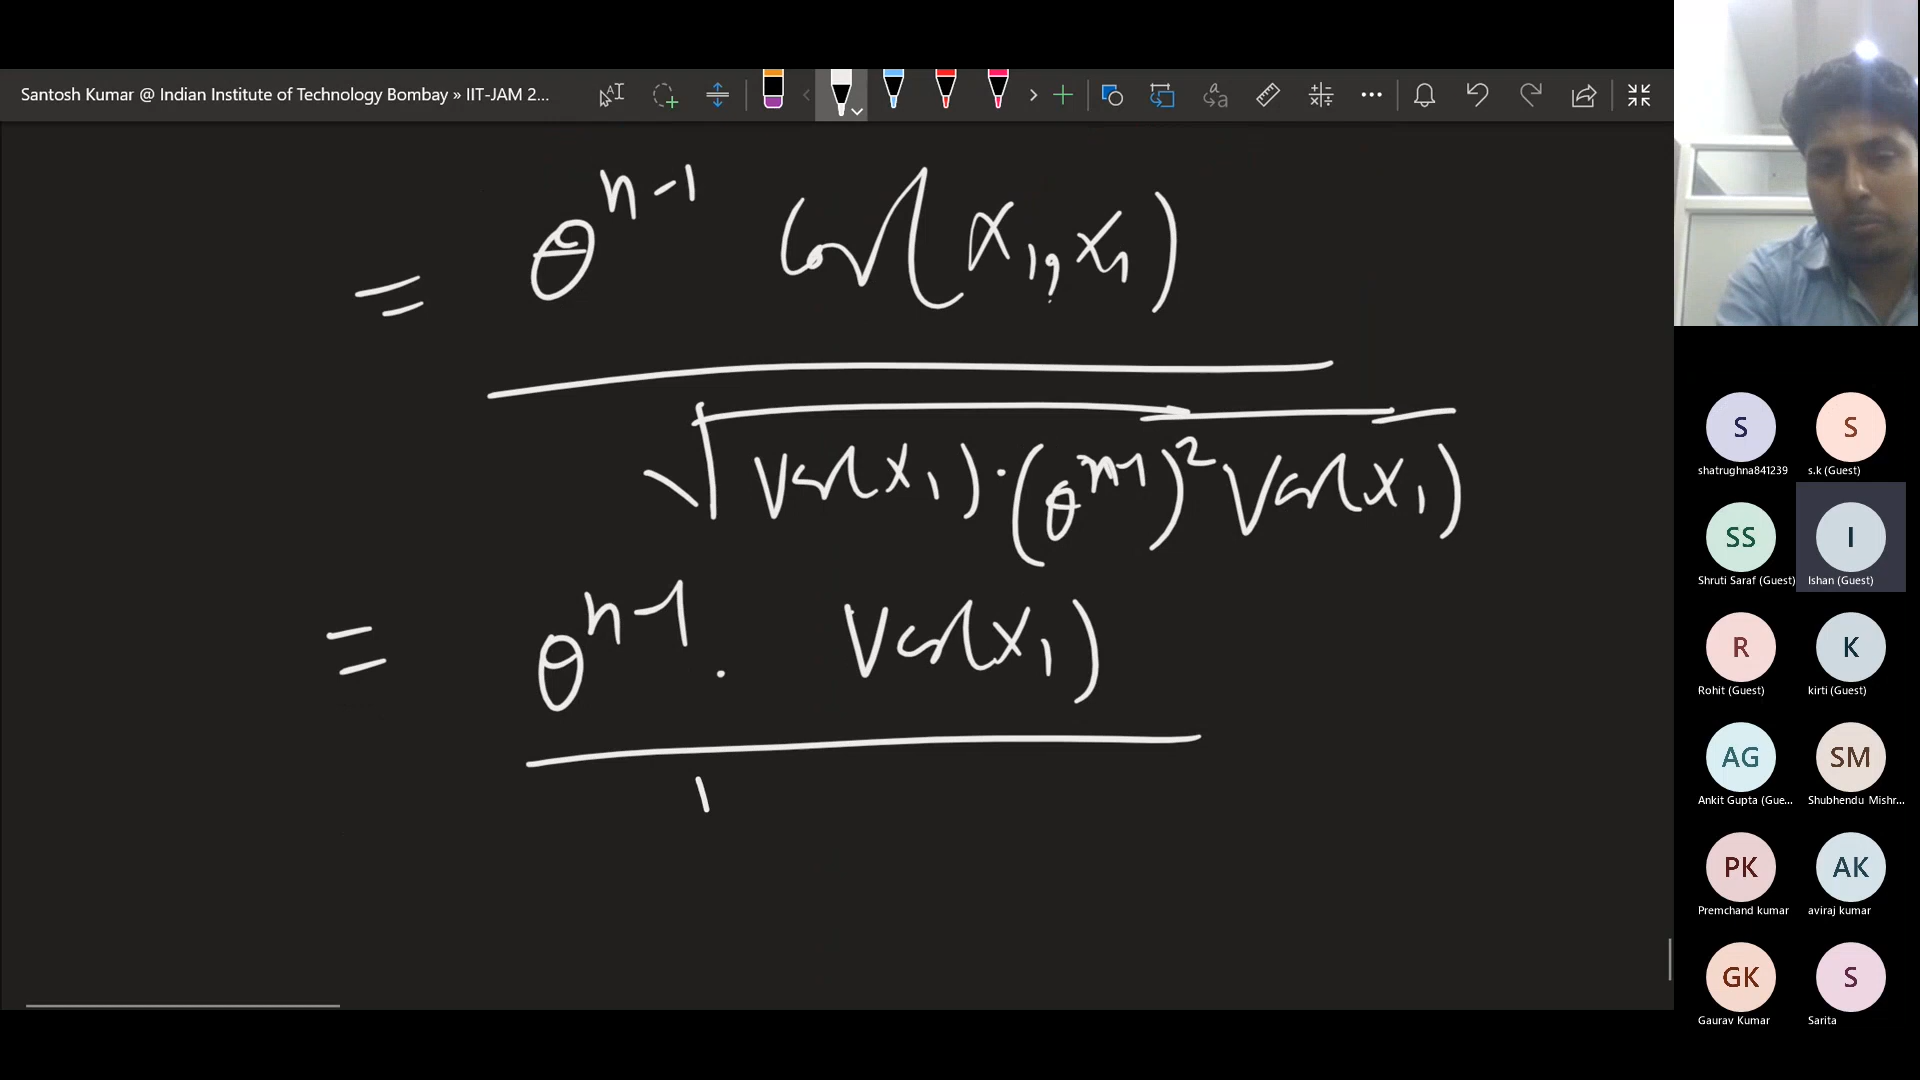 Santosh Kumar @ Indian Institute of Technology Bombay » IIT-JAM 2...
= θ^{n-1} Cov(X₁, X₁)
√Var(X₁)·(θ^{n-1})² Var(X₁)
= θ^{n-1} . Var(X₁)
S
shatrughna841239
S
s.k (Guest)
SS
Shruti Saraf (Guest)
I
Ishan (Guest)
R
Rohit (Guest)
K
kirti (Guest)
AG
Ankit Gupta (Gue...
SM
Shubhendu Mishr...
PK
Premchand kumar
AK
aviraj kumar
GK
Gaurav Kumar
S
Sarita